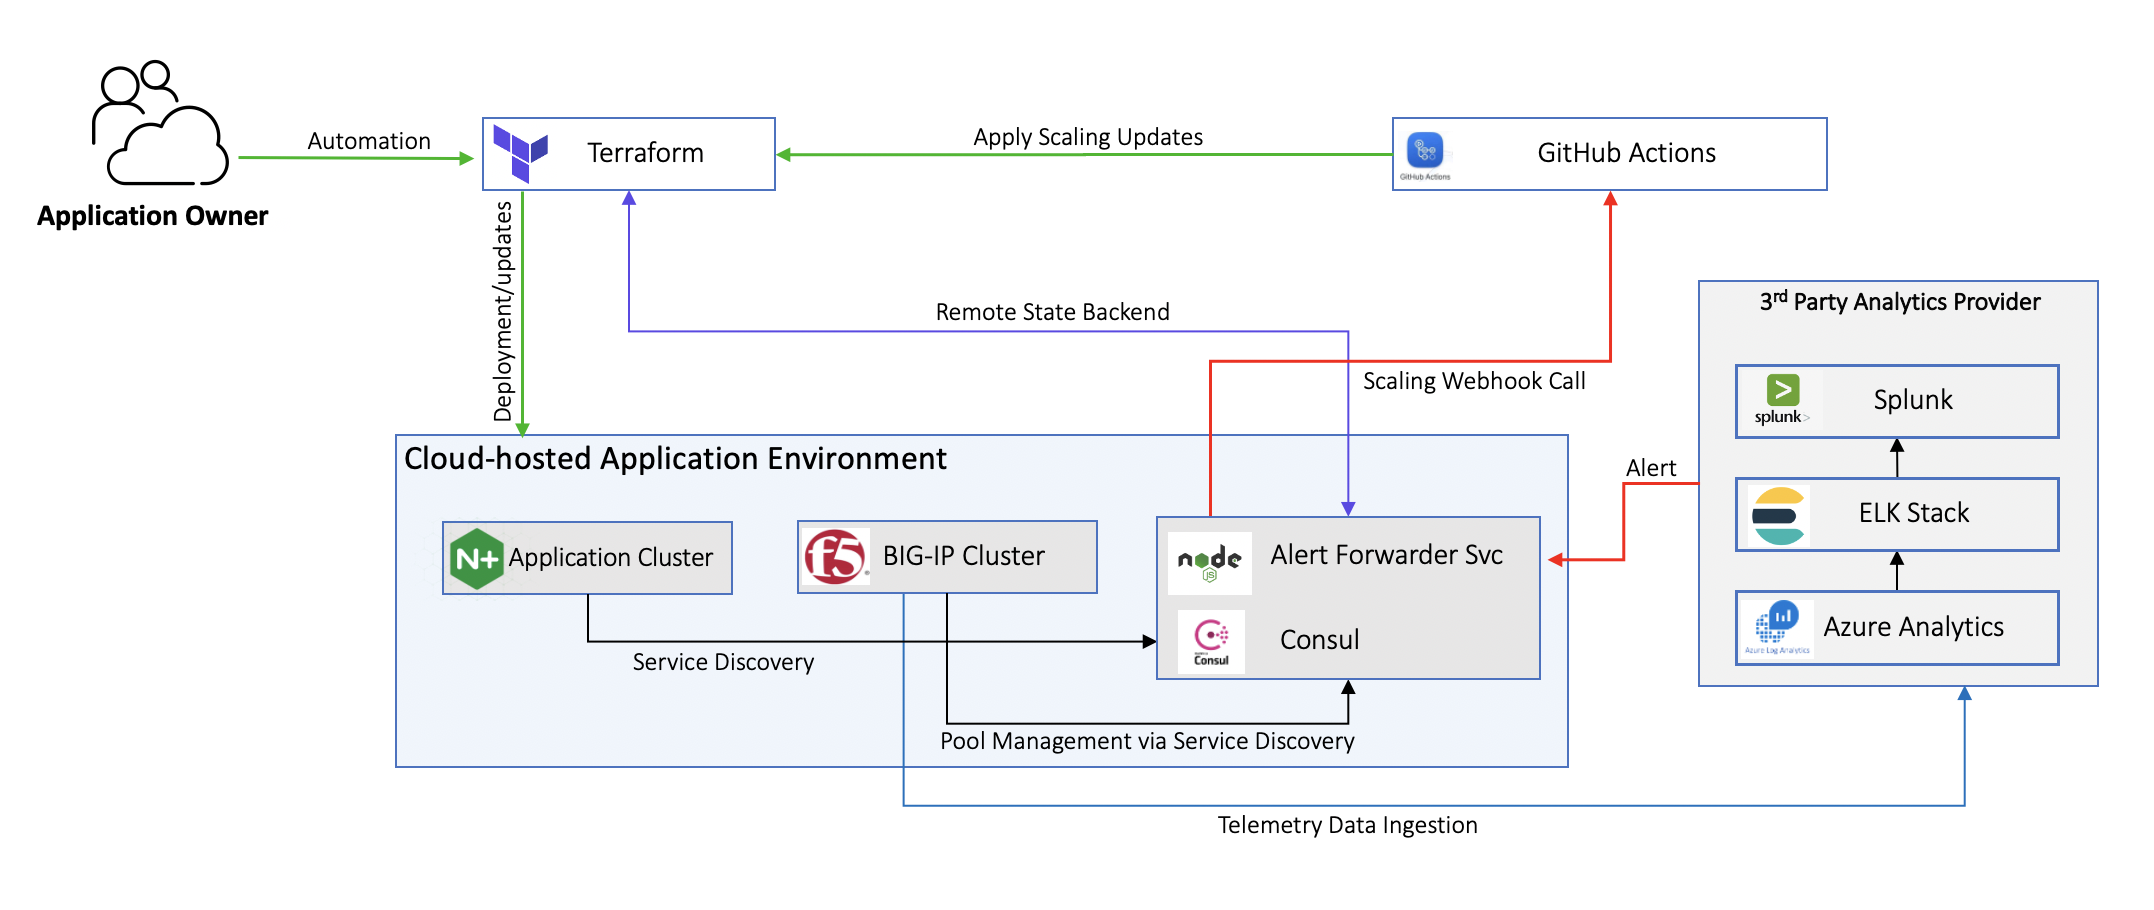 Application Owner
Automation
Terraform
Apply Scaling Updates
GitHub Actions
GitHub Actions
Deployment/updates
Remote State Backend
Scaling Webhook Call
3rd Party Analytics Provider
splunk>
Splunk
ELK Stack
Azure Log Analytics
Azure Analytics
Alert
Cloud-hosted Application Environment
N+
Application Cluster
f5
BIG-IP Cluster
node
JS
Alert Forwarder Svc
Consul
Consul
Service Discovery
Pool Management via Service Discovery
Telemetry Data Ingestion